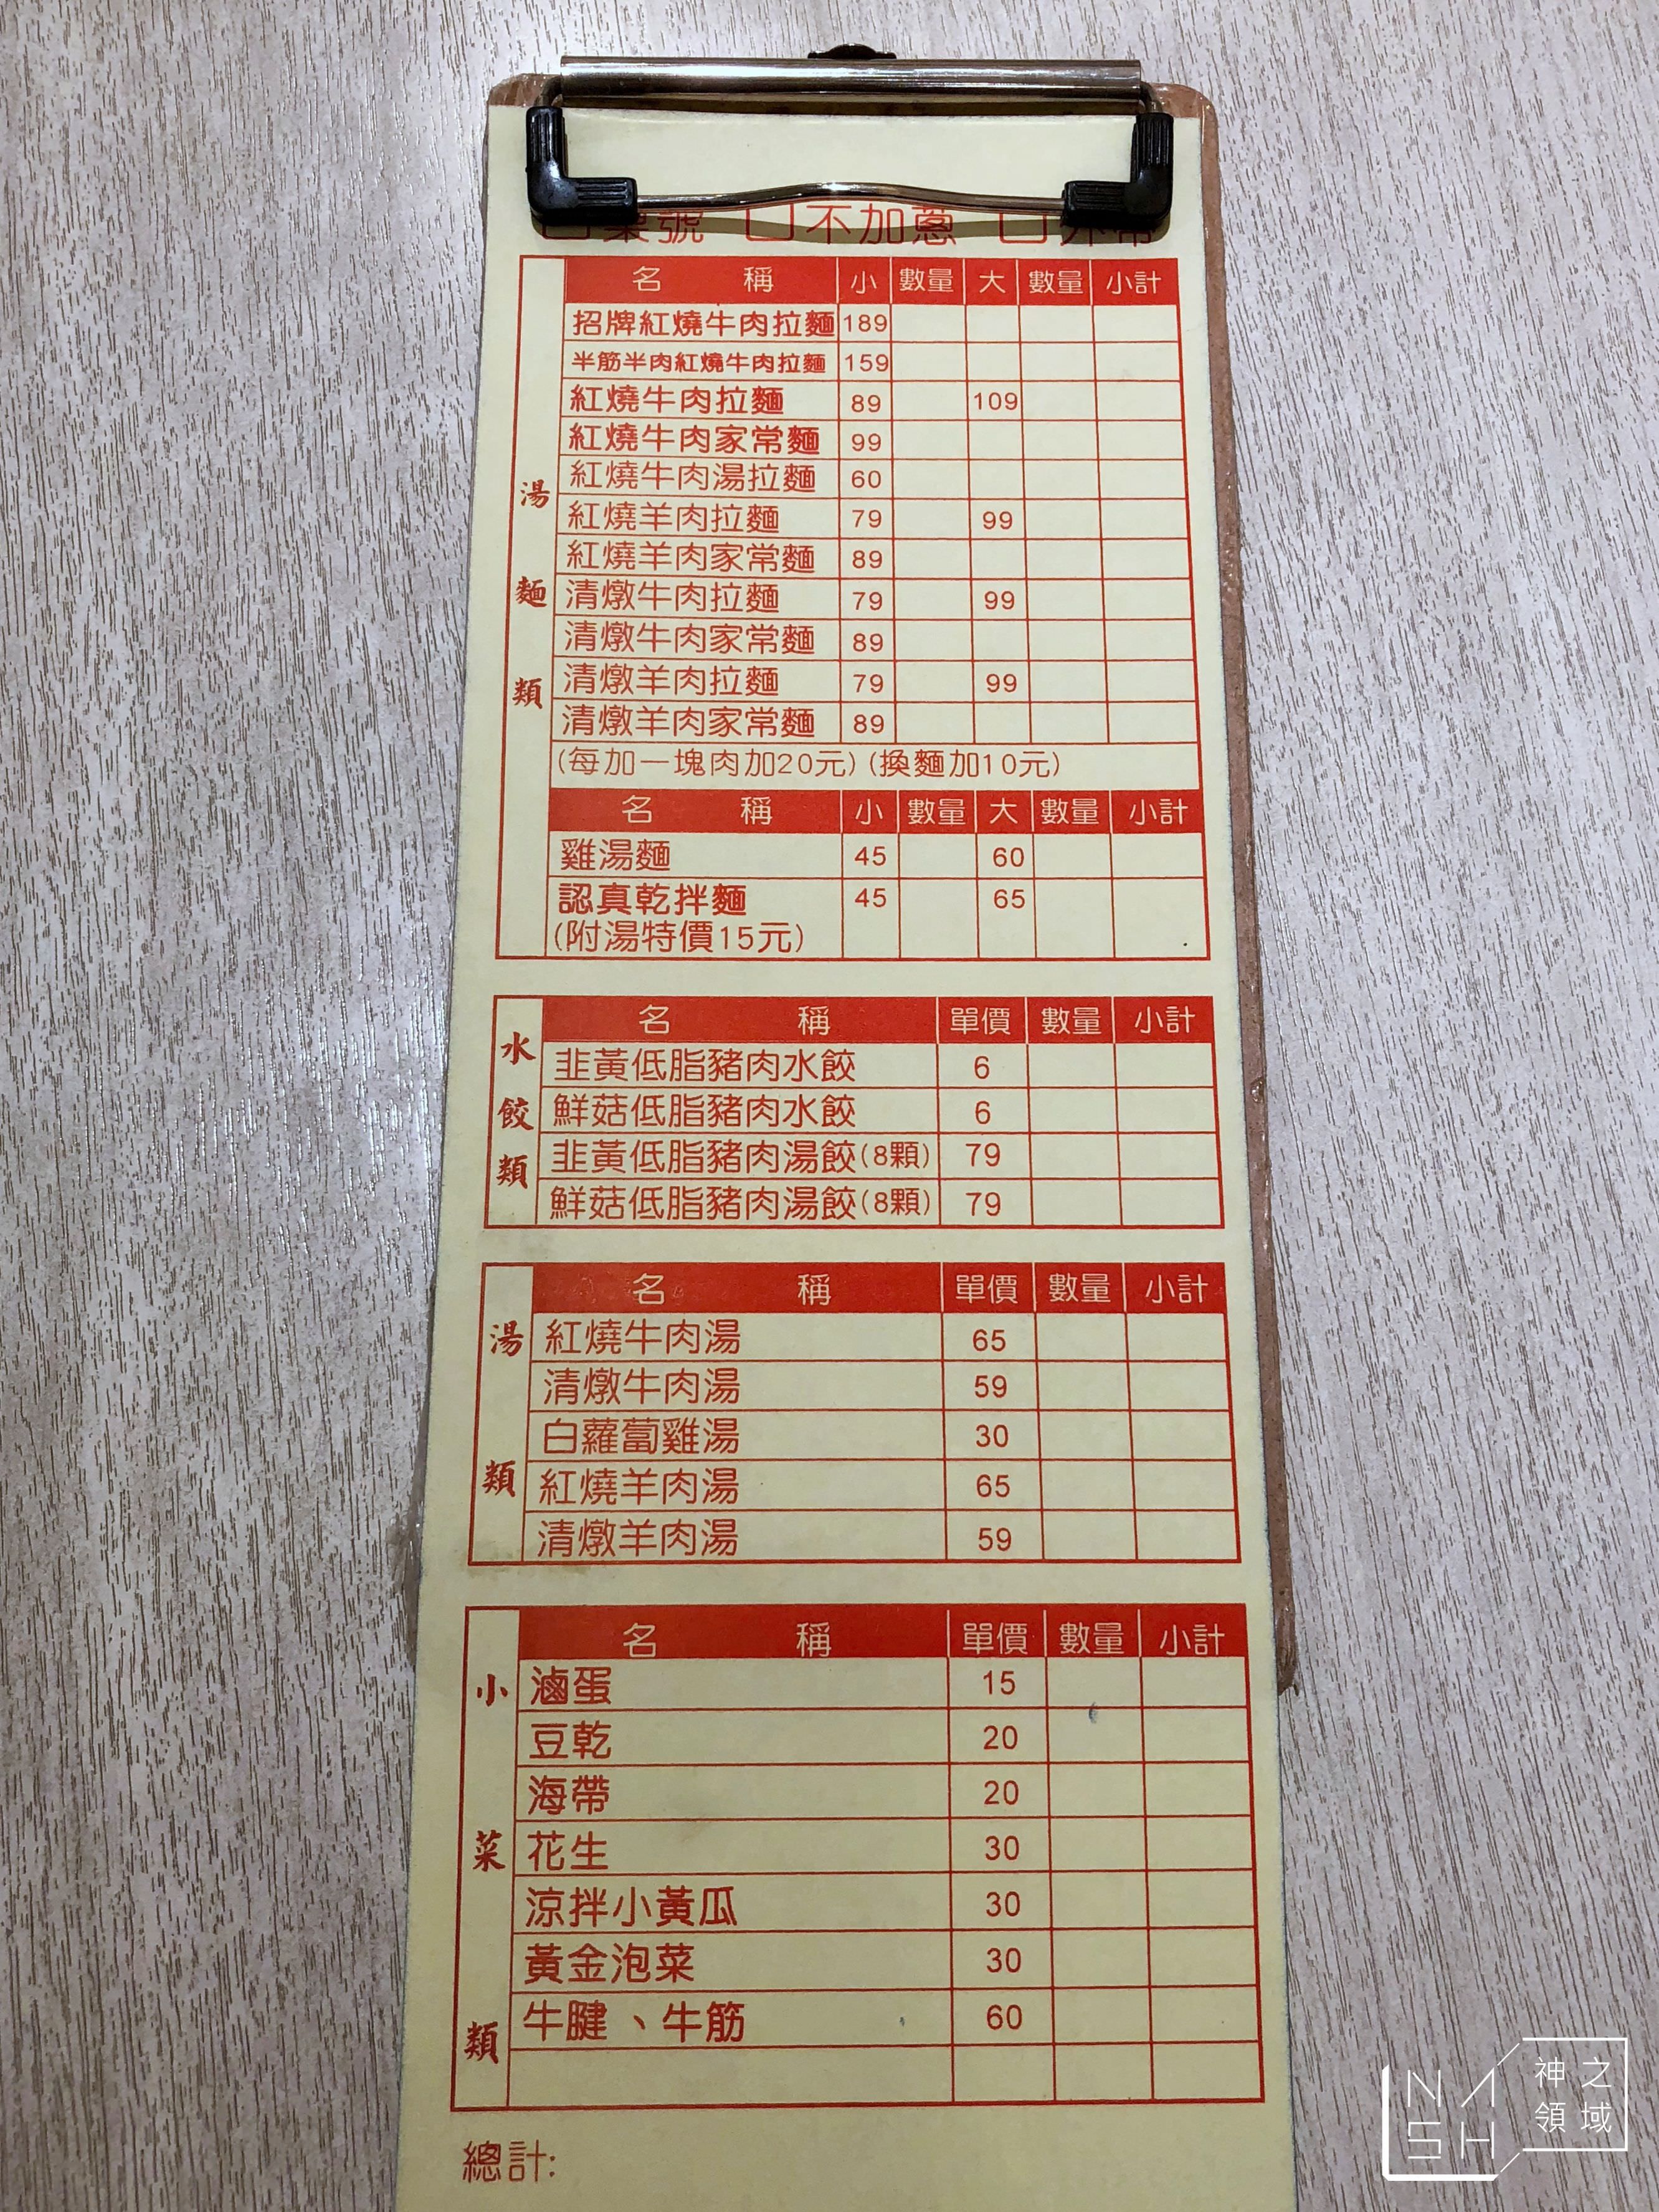 桌號 不加蔥 外帶
湯麵類
名稱 小 數量 大 數量 小計
招牌紅燒牛肉拉麵 189
半筋半肉紅燒牛肉拉麵 159
紅燒牛肉拉麵 89 109
紅燒牛肉家常麵 99
紅燒牛肉湯拉麵 60
紅燒羊肉拉麵 79 99
紅燒羊肉家常麵 89
清燉牛肉拉麵 79 99
清燉牛肉家常麵 89
清燉羊肉拉麵 79 99
清燉羊肉家常麵 89
(每加一塊肉加20元)(換麵加10元)
名稱 小 數量 大 數量 小計
雞湯麵 45 60
認真乾拌麵 45 65
(附湯特價15元)
水餃類
名稱 單價 數量 小計
韭黃低脂豬肉水餃 6
鮮菇低脂豬肉水餃 6
韭黃低脂豬肉湯餃(8顆) 79
鮮菇低脂豬肉湯餃(8顆) 79
湯類
名稱 單價 數量 小計
紅燒牛肉湯 65
清燉牛肉湯 59
白蘿蔔雞湯 30
紅燒羊肉湯 65
清燉羊肉湯 59
小菜類
名稱 單價 數量 小計
滷蛋 15
豆乾 20
海帶 20
花生 30
涼拌小黃瓜 30
黃金泡菜 30
牛腱、牛筋 60
總計:
NASH
神之領域